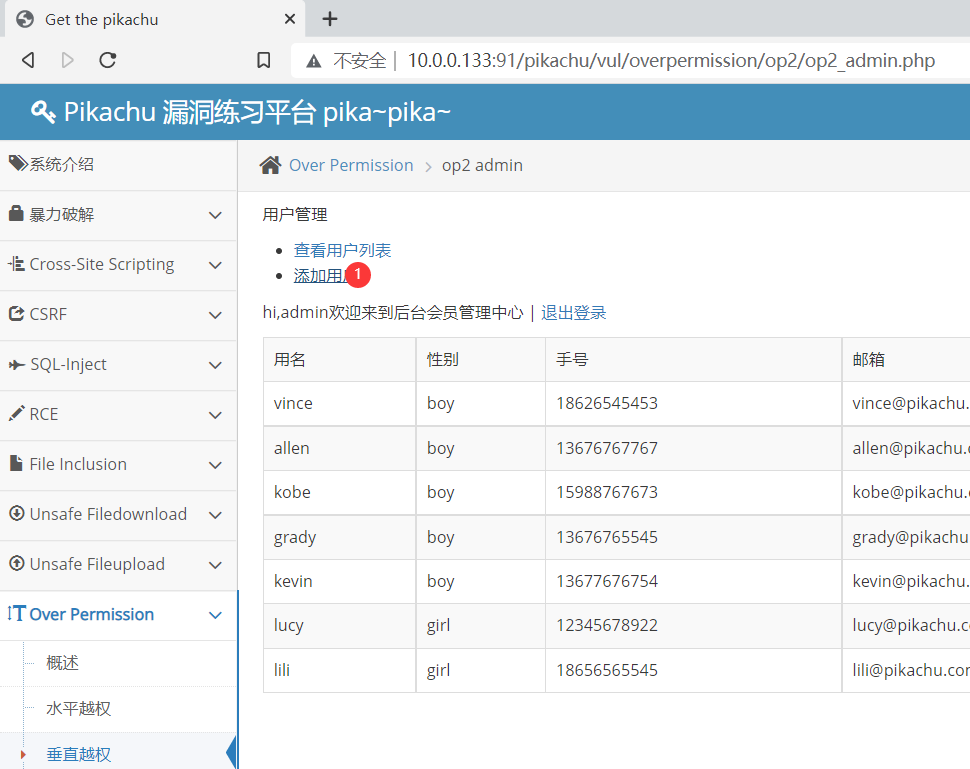 Get the pikachu
不安全 | 10.0.0.133:91/pikachu/vul/overpermission/op2/op2_admin.php
Pikachu 漏洞练习平台 pika~pika~
系统介绍
Over Permission > op2 admin
暴力破解
用户管理
查看用户列表
Cross-Site Scripting
添加用 1
CSRF
hi,admin欢迎来到后台会员管理中心 | 退出登录
用名 性别 手号 邮箱
SQL-Inject
vince boy 18626545453 vince@pikachu.
RCE
allen boy 13676767767 allen@pikachu.c
File Inclusion
kobe boy 15988767673 kobe@pikachu.c
Unsafe Filedownload
grady boy 13676765545 grady@pikachu
Unsafe Fileupload
kevin boy 13677676754 kevin@pikachu.
Over Permission
lucy girl 12345678922 lucy@pikachu.co
概述
lili girl 18656565545 lili@pikachu.com
水平越权
垂直越权